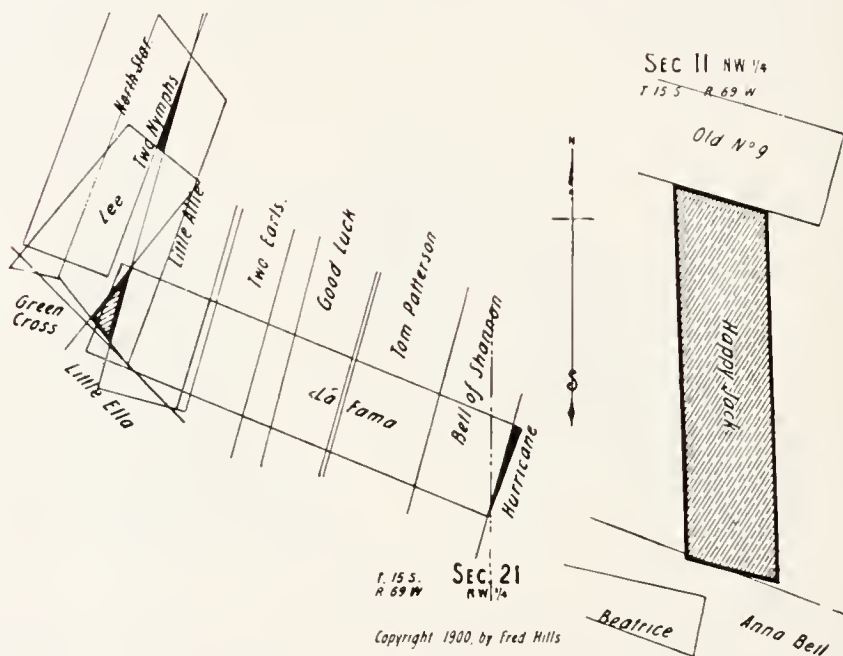 North Star
Two Nymphs
Lee
Little Allie
Green
Cross
Little Ella
Two Earls.
Good Luck
La Fama
Tom Patterson
Bell of Shannon
Hurricane
T. 15 S. SEC. 21
R 69 W NW ¼
Copyright 1900, by Fred Hills
N
S
SEC 11 NW ¼
T 15 S R 69 W
Old No 9
Happy Jack
Beatrice
Anna Bell